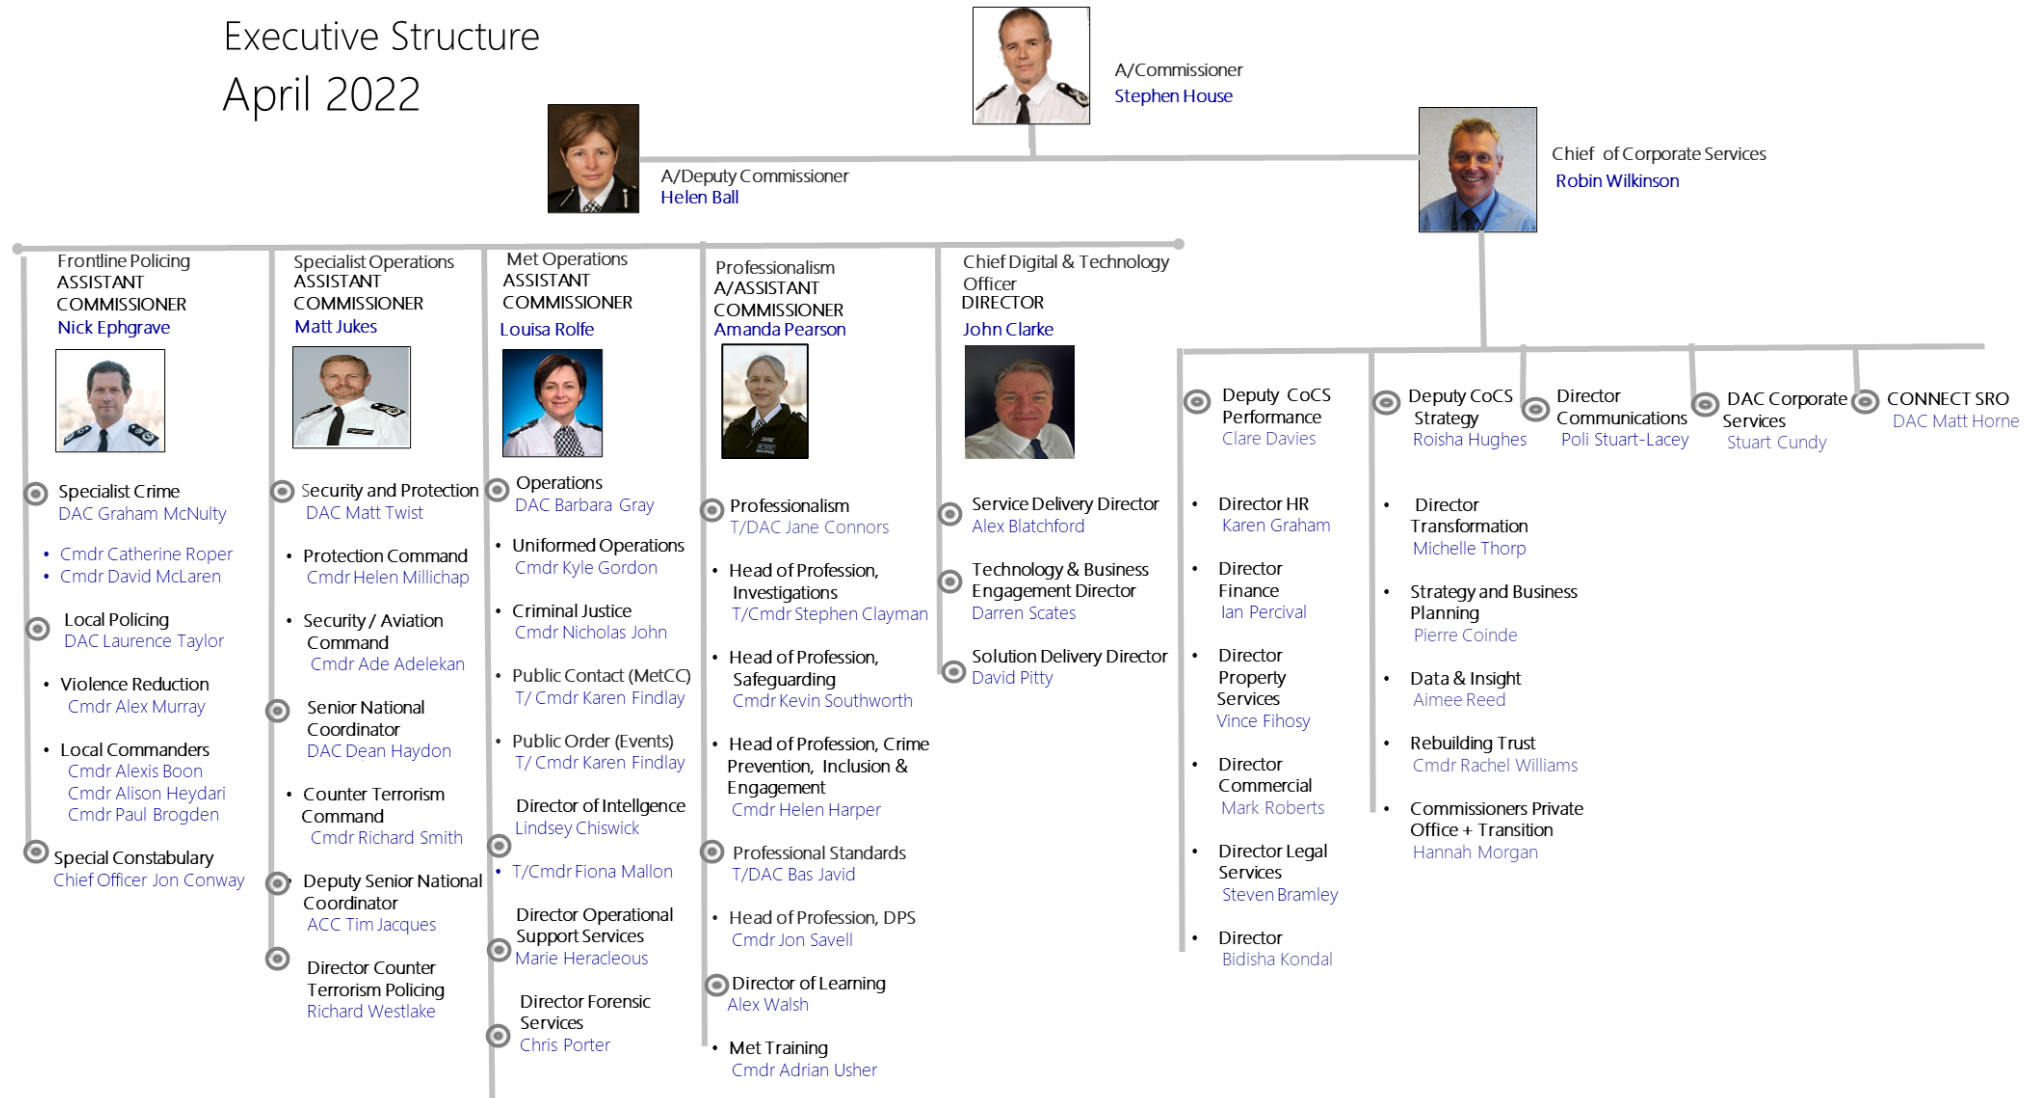 Executive Structure
April 2022
A/Commissioner
Stephen House
A/Deputy Commissioner
Helen Ball
Chief of Corporate Services
Robin Wilkinson
Frontline Policing
ASSISTANT
COMMISSIONER
Nick Ephgrave
Specialist Crime
DAC Graham McNulty
• Cmdr Catherine Roper
• Cmdr David McLaren
Local Policing
DAC Laurence Taylor
• Violence Reduction
Cmdr Alex Murray
• Local Commanders
Cmdr Alexis Boon
Cmdr Alison Heydari
Cmdr Paul Brogden
Special Constabulary
Chief Officer Jon Conway
Specialist Operations
ASSISTANT
COMMISSIONER
Matt Jukes
Security and Protection
DAC Matt Twist
• Protection Command
Cmdr Helen Millichap
• Security / Aviation
Command
Cmdr Ade Adelekan
Senior National
Coordinator
DAC Dean Haydon
• Counter Terrorism
Command
Cmdr Richard Smith
• Deputy Senior National
Coordinator
ACC Tim Jacques
Director Counter
Terrorism Policing
Richard Westlake
Met Operations
ASSISTANT
COMMISSIONER
Louisa Rolfe
Operations
DAC Barbara Gray
• Uniformed Operations
Cmdr Kyle Gordon
• Criminal Justice
Cmdr Nicholas John
• Public Contact (MetCC)
T/ Cmdr Karen Findlay
• Public Order (Events)
T/ Cmdr Karen Findlay
Director of Intellgence
Lindsey Chiswick
• T/Cmdr Fiona Mallon
Director Operational
Support Services
Marie Heracleous
Director Forensic
Services
Chris Porter
Professionalism
A/ASSISTANT
COMMISSIONER
Amanda Pearson
Professionalism
T/DAC Jane Connors
• Head of Profession,
Investigations
T/Cmdr Stephen Clayman
• Head of Profession,
Safeguarding
Cmdr Kevin Southworth
• Head of Profession, Crime
Prevention, Inclusion &
Engagement
Cmdr Helen Harper
Professional Standards
T/DAC Bas Javid
• Head of Profession, DPS
Cmdr Jon Savell
Director of Learning
Alex Walsh
• Met Training
Cmdr Adrian Usher
Chief Digital & Technology
Officer
DIRECTOR
John Clarke
Service Delivery Director
Alex Blatchford
Technology & Business
Engagement Director
Darren Scates
Solution Delivery Director
David Pitty
Deputy CoCS
Performance
Clare Davies
• Director HR
Karen Graham
• Director
Finance
Ian Percival
• Director
Property
Services
Vince Fihosy
• Director
Commercial
Mark Roberts
• Director Legal
Services
Steven Bramley
• Director
Bidisha Kondal
Deputy CoCS
Strategy
Roisha Hughes
• Director
Transformation
Michelle Thorp
• Strategy and Business
Planning
Pierre Coinde
• Data & Insight
Aimee Reed
• Rebuilding Trust
Cmdr Rachel Williams
• Commissioners Private
Office + Transition
Hannah Morgan
Director
Communications
Poli Stuart-Lacey
DAC Corporate
Services
Stuart Cundy
CONNECT SRO
DAC Matt Horne